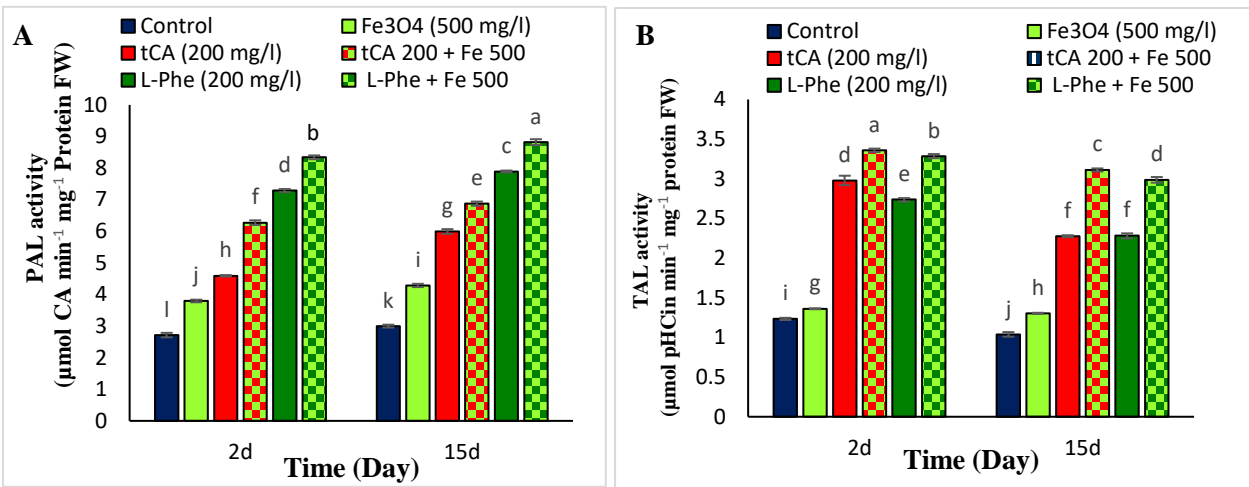 A
Control
Fe3O4 (500 mg/l)
tCA (200 mg/l)
tCA 200 + Fe 500
L-Phe (200 mg/l)
L-Phe + Fe 500
PAL activity
(µmol CA min⁻¹ mg⁻¹ Protein FW)
10
9
8
7
6
5
4
3
2
1
0
l
j
h
f
d
b
k
i
g
e
c
a
2d
15d
Time (Day)
B
Control
Fe3O4 (500 mg/l)
tCA (200 mg/l)
tCA 200 + Fe 500
L-Phe (200 mg/l)
L-Phe + Fe 500
TAL activity
(µmol pHCin min⁻¹ mg⁻¹ protein FW)
4
3.5
3
2.5
2
1.5
1
0.5
0
i
g
d
a
e
b
j
h
f
c
f
d
2d
15d
Time (Day)